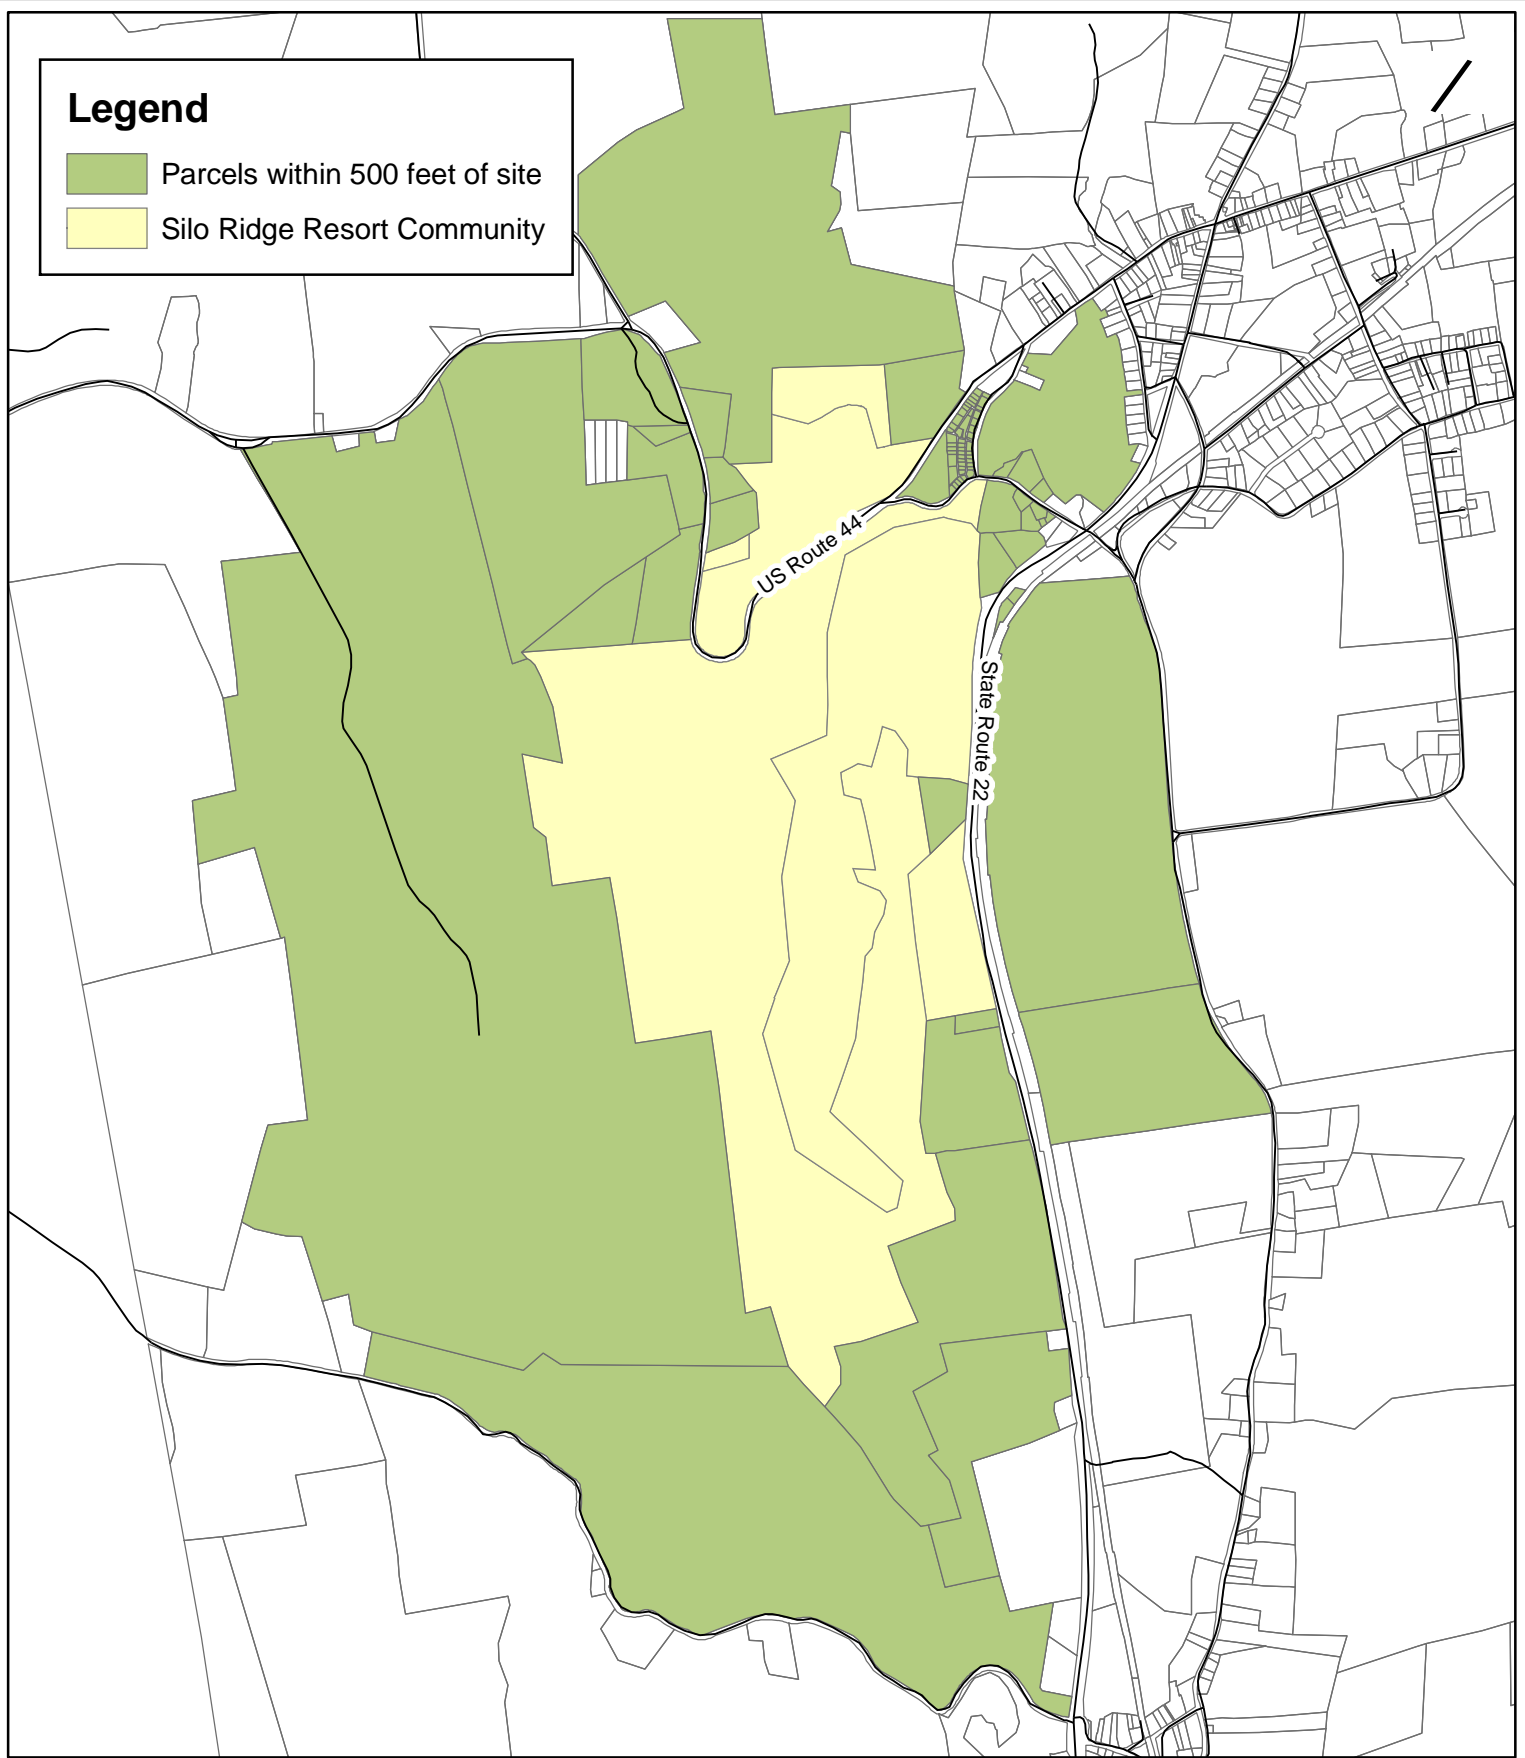 Legend
Parcels within 500 feet of site
Silo Ridge Resort Community
US Route 44
State Route 22